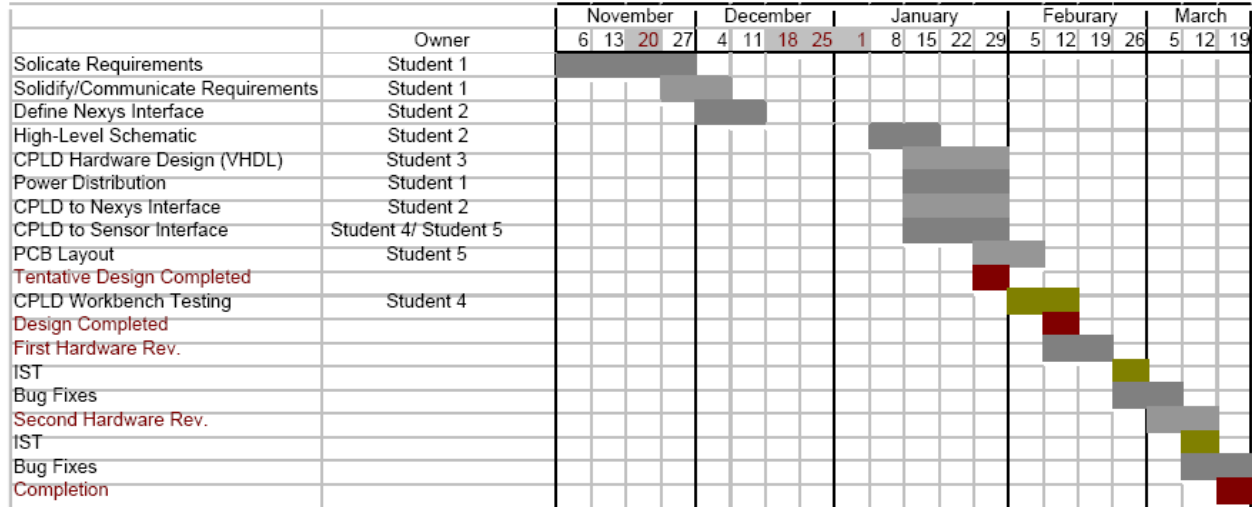 November December January Feburary March
Owner 6 13 20 27 4 11 18 25 1 8 15 22 29 5 12 19 26 5 12 19
Solicate Requirements Student 1
Solidify/Communicate Requirements Student 1
Define Nexys Interface Student 2
High-Level Schematic Student 2
CPLD Hardware Design (VHDL) Student 3
Power Distribution Student 1
CPLD to Nexys Interface Student 2
CPLD to Sensor Interface Student 4/ Student 5
PCB Layout Student 5
Tentative Design Completed
CPLD Workbench Testing Student 4
Design Completed
First Hardware Rev.
IST
Bug Fixes
Second Hardware Rev.
IST
Bug Fixes
Completion